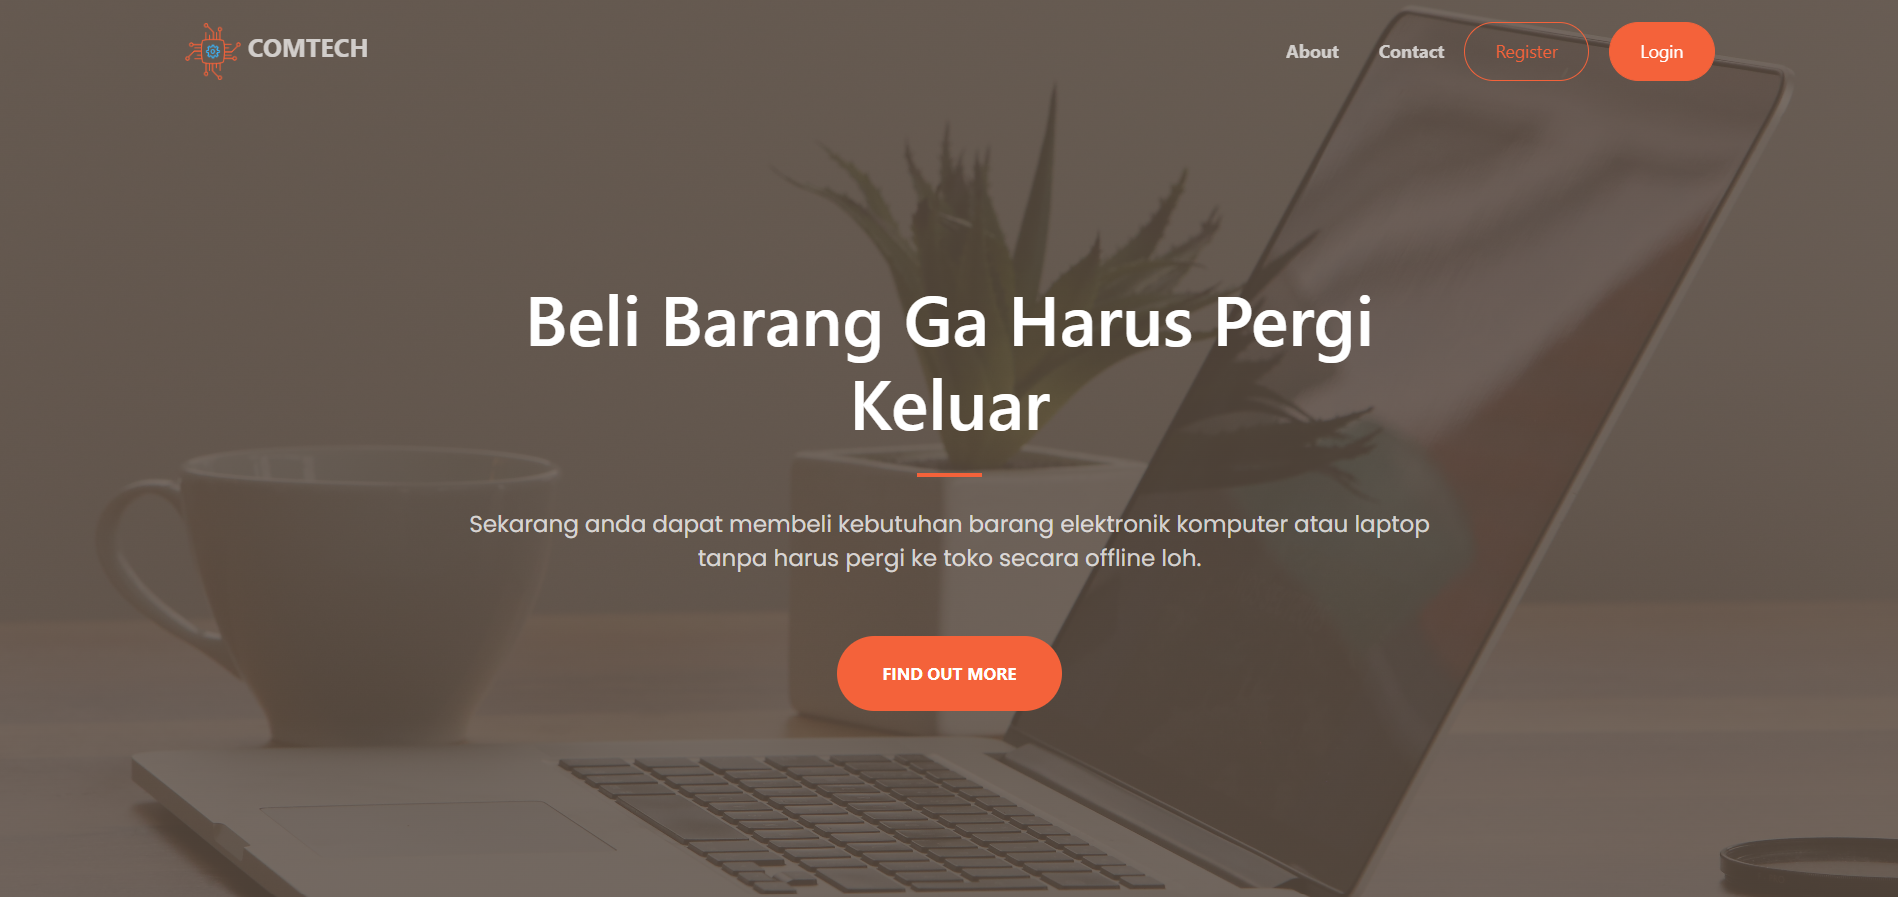 COMTECH
About
Contact
Register
Login
Beli Barang Ga Harus Pergi
Keluar
Sekarang anda dapat membeli kebutuhan barang elektronik komputer atau laptop
tanpa harus pergi ke toko secara offline loh.
FIND OUT MORE